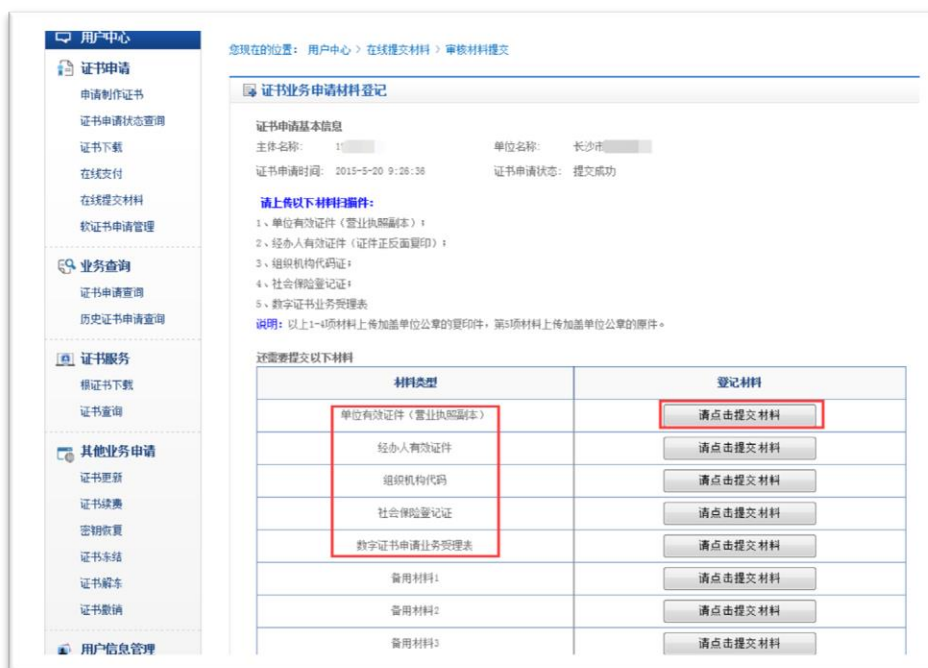 用户中心
证书申请
申请制作证书
证书申请状态查询
证书下载
在线支付
在线提交材料
软证书申请管理
业务查询
证书申请查询
历史证书申请查询
证书服务
根证书下载
证书查询
其他业务申请
证书更新
证书续费
密钥恢复
证书冻结
证书解冻
证书撤销
用户信息管理
您现在的位置: 用户中心 > 在线提交材料 > 审核材料提交
证书业务申请材料登记
证书申请基本信息
主体名称: 单位名称: 长沙市
证书申请时间: 2015-5-20 9:26:36 证书申请状态: 提交成功
请上传以下材料扫描件:
1、单位有效证件(营业执照副本);
2、经办人有效证件(证件正反面复印);
3、组织机构代码证;
4、社会保险登记证;
5、数字证书业务受理表
说明: 以上1-4项材料上传加盖单位公章的复印件, 第5项材料上传加盖单位公章的原件。
还需要提交以下材料
材料类型 登记材料
单位有效证件(营业执照副本) 请点击提交材料
经办人有效证件 请点击提交材料
组织机构代码 请点击提交材料
社会保险登记证 请点击提交材料
数字证书申请业务受理表 请点击提交材料
备用材料1 请点击提交材料
备用材料2 请点击提交材料
备用材料3 请点击提交材料